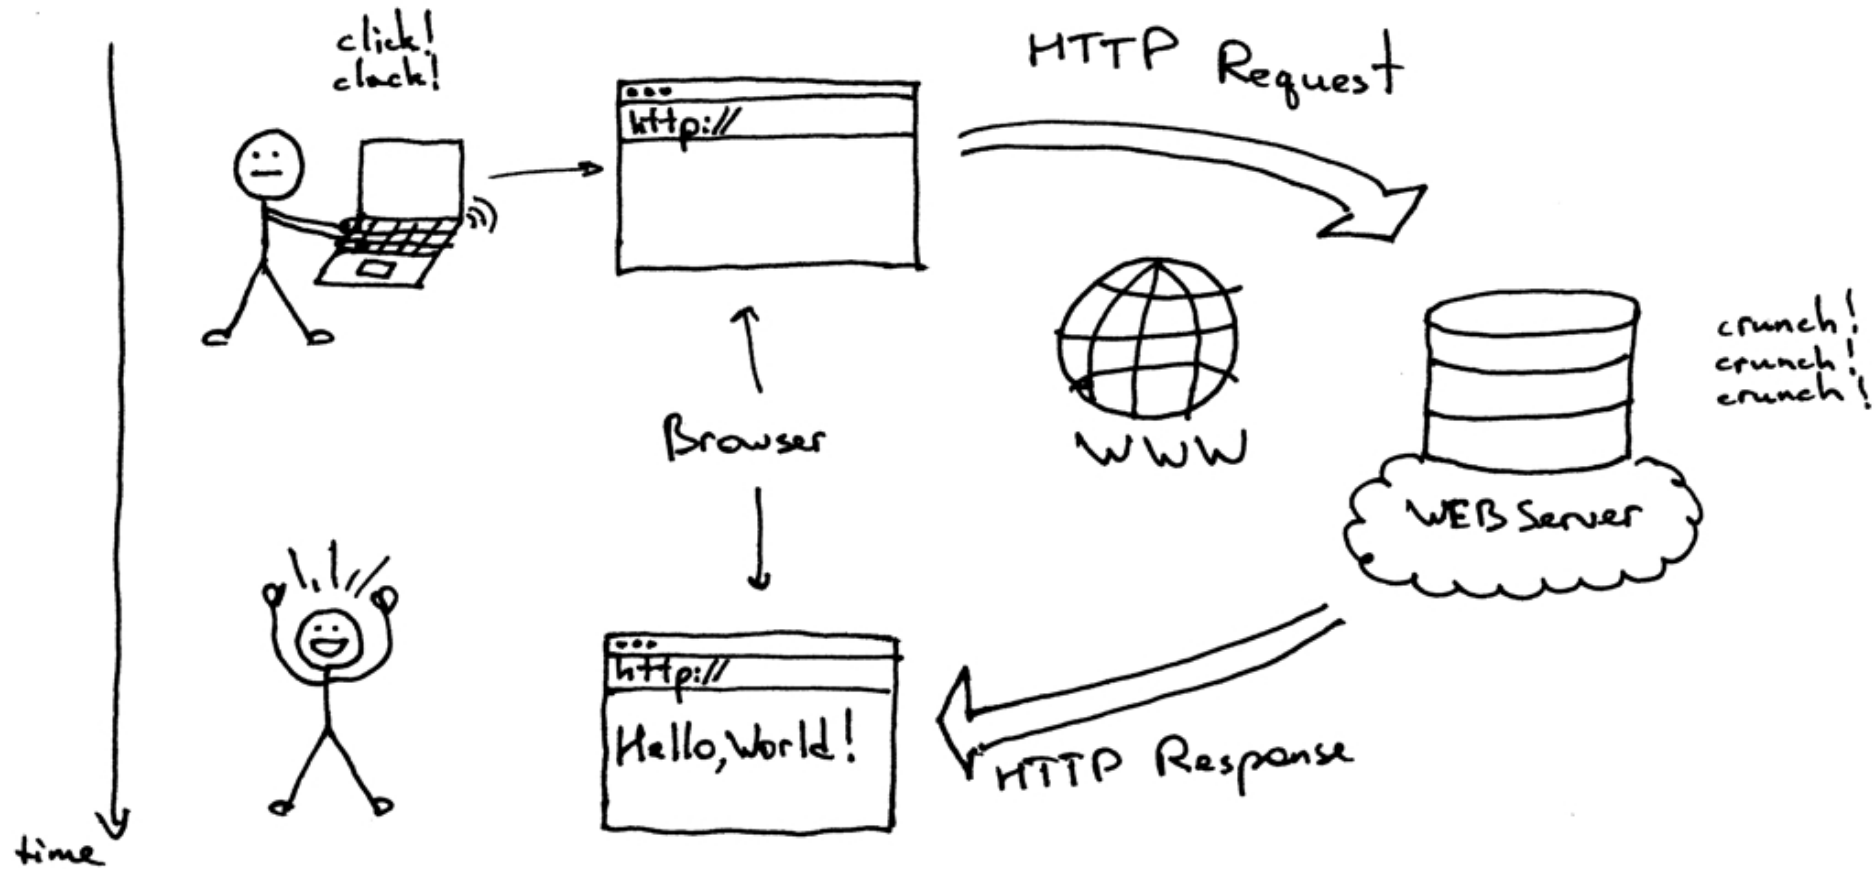 click!
clack!
HTTP Request
http://
crunch!
crunch!
crunch!
Browser
WWW
WEB Server
http://
Hello, World!
HTTP Response
time